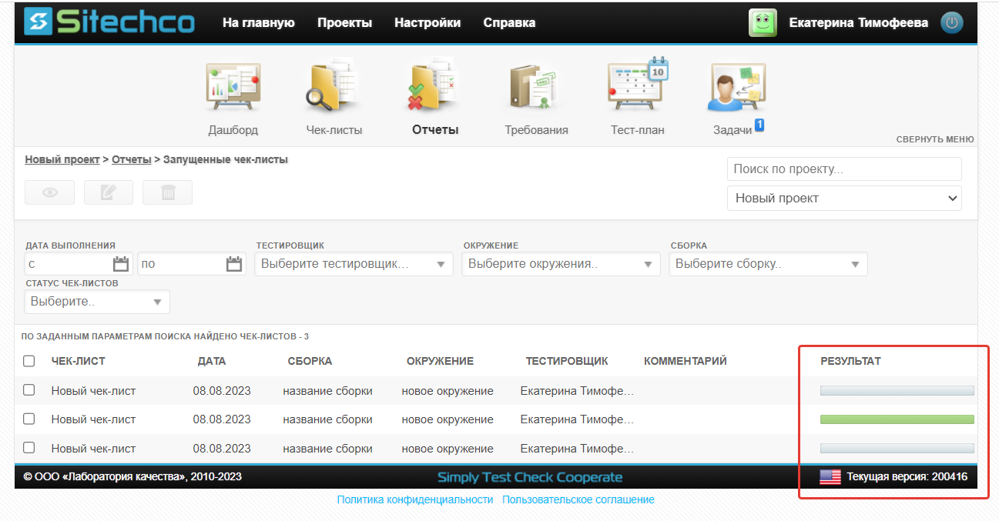 Sitechco На главную Проекты Настройки Справка Екатерина Тимофеева
10
Дашборд Чек-листы Отчеты Требования Тест-план Задачи 1
СВЕРНУТЬ МЕНЮ
Новый проект > Отчеты > Запущенные чек-листы
Поиск по проекту...
Новый проект
ДАТА ВЫПОЛНЕНИЯ ТЕСТИРОВЩИК ОКРУЖЕНИЕ СБОРКА
с по Выберите тестировщик... Выберите окружения.. Выберите сборку..
СТАТУС ЧЕК-ЛИСТОВ
Выберите..
ПО ЗАДАННЫМ ПАРАМЕТРАМ ПОИСКА НАЙДЕНО ЧЕК-ЛИСТОВ - 3
ЧЕК-ЛИСТ ДАТА СБОРКА ОКРУЖЕНИЕ ТЕСТИРОВЩИК КОММЕНТАРИЙ РЕЗУЛЬТАТ
Новый чек-лист 08.08.2023 название сборки новое окружение Екатерина Тимофе...
Новый чек-лист 08.08.2023 название сборки новое окружение Екатерина Тимофе...
Новый чек-лист 08.08.2023 название сборки новое окружение Екатерина Тимофе...
© ООО «Лаборатория качества», 2010-2023 Simply Test Check Cooperate Текущая версия: 200416
Политика конфиденциальности Пользовательское соглашение